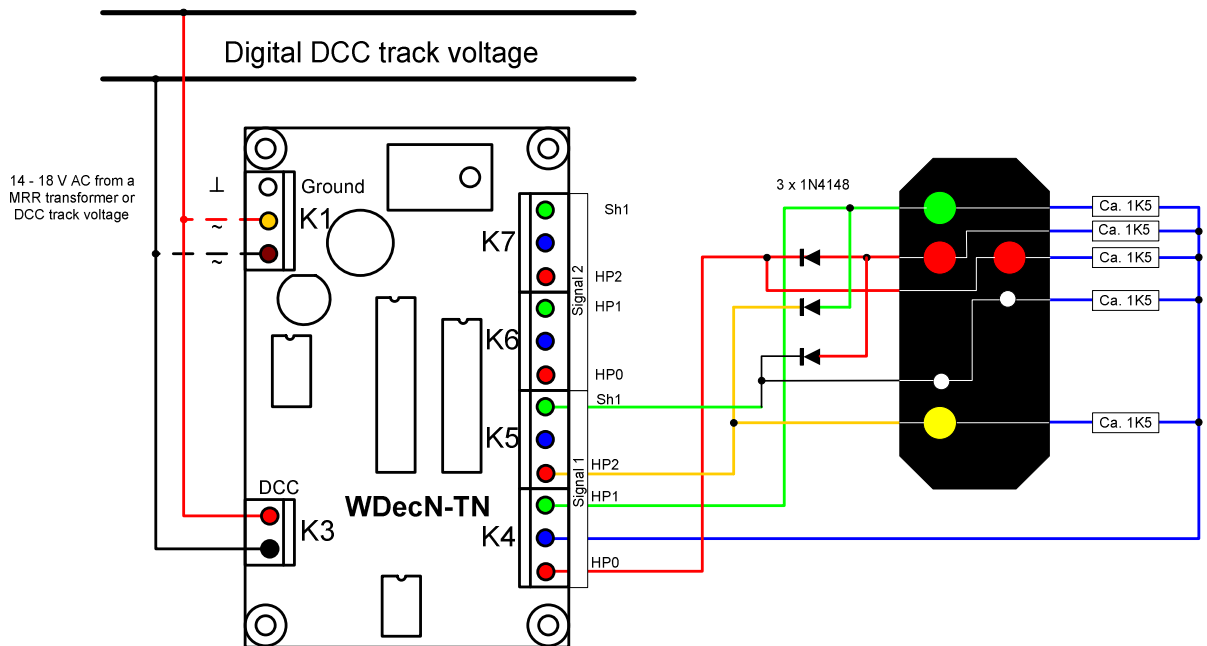 Digital DCC track voltage
14 - 18 V AC from a
MRR transformer or
DCC track voltage
⊥
Ground
K1
~
~
DCC
K3
WDecN-TN
K7
K6
K5
K4
Signal 2
Signal 1
Sh1
HP2
HP1
HP0
Sh1
HP2
HP1
HP0
3 x 1N4148
Ca. 1K5
Ca. 1K5
Ca. 1K5
Ca. 1K5
Ca. 1K5